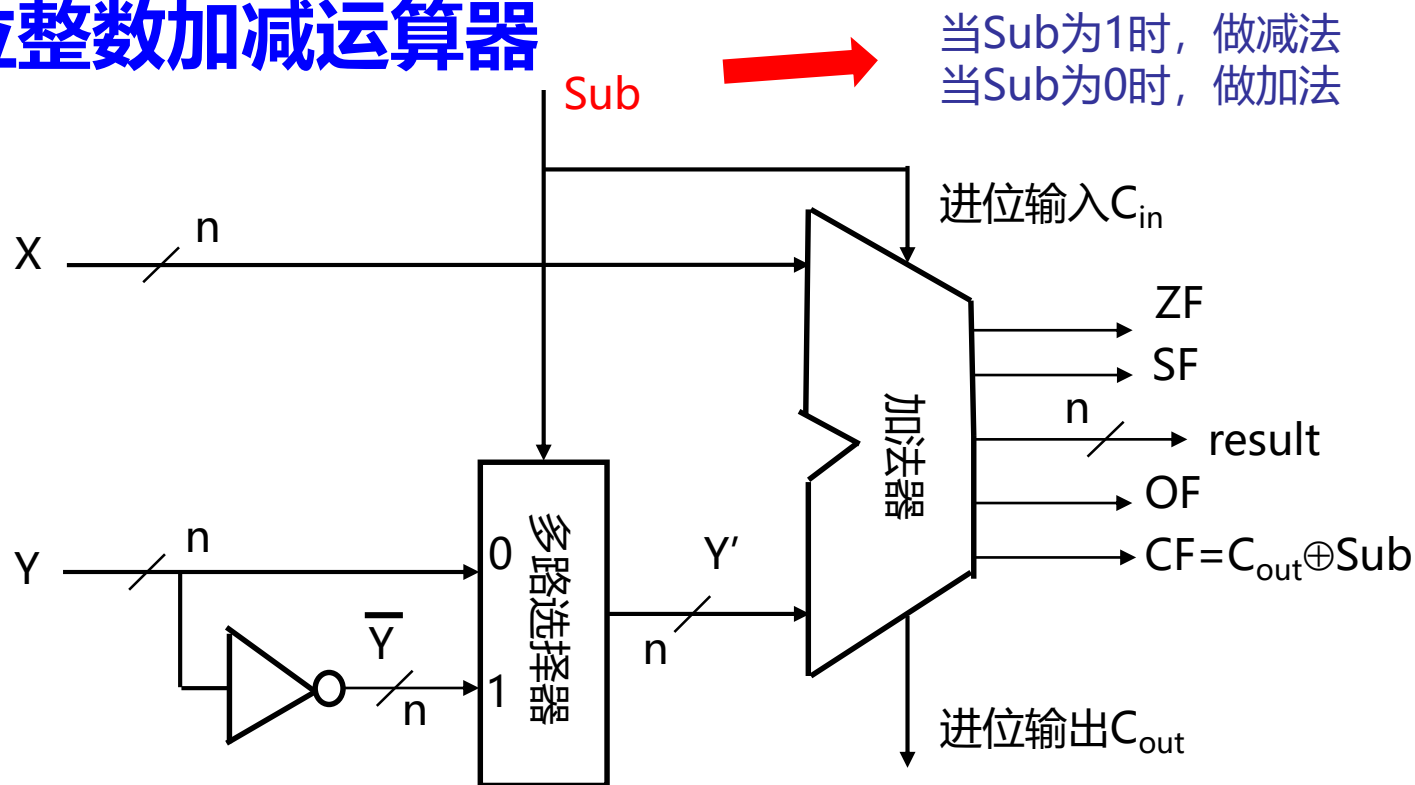 位整数加减运算器
当Sub为1时，做减法
当Sub为0时，做加法
Sub
进位输入C_in
X
n
ZF
SF
n
result
加法器
OF
CF=C_out⊕Sub
Y
n
0
多路选择器
Y’
n
Y̅
n
1
进位输出C_out